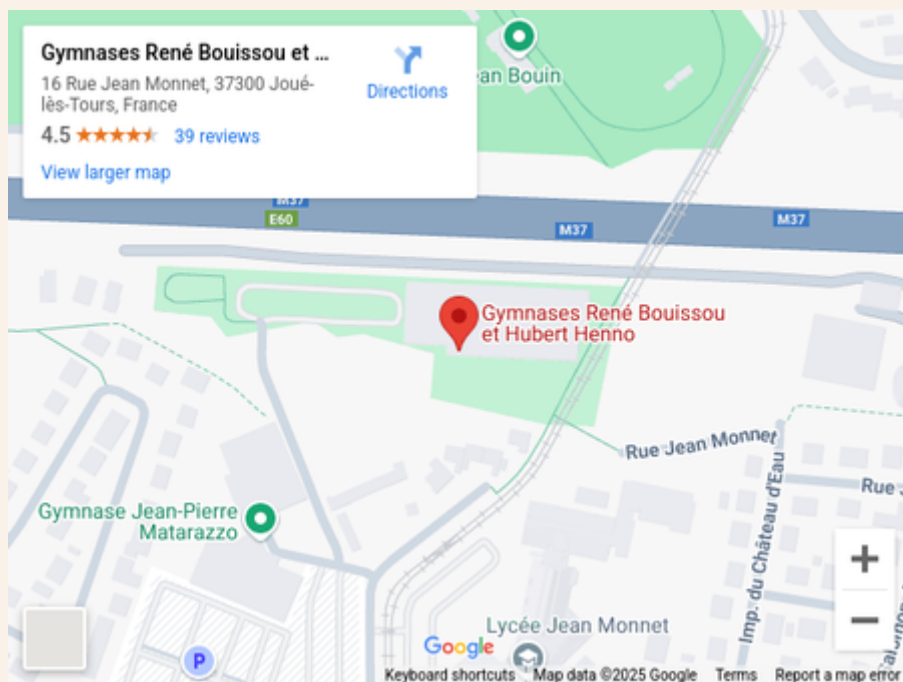 Gymnases René Bouissou et ...
16 Rue Jean Monnet, 37300 Joué-
lès-Tours, France
4.5
39 reviews
View larger map
Directions
ean Bouin
M37
E60
M37
M37
Gymnases René Bouissou
et Hubert Henno
Rue Jean Monnet
Imp. du Château d'Eau
Rue J
Gymnase Jean-Pierre
Matarazzo
P
+
−
Lycée Jean Monnet
Google
Keyboard shortcuts
Map data ©2025 Google
Terms
Report a map error